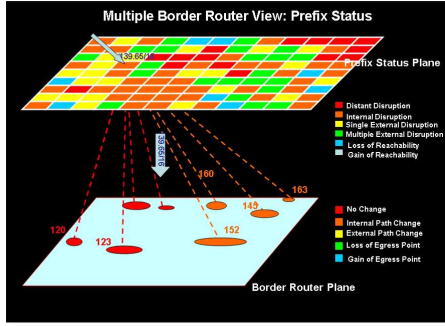 Multiple Border Router View: Prefix Status
139.65/16
Prefix Status Plane
Distant Disruption
Internal Disruption
Single External Disruption
Multiple External Disruption
Loss of Reachability
Gain of Reachability
139.65/16
160
163
145
120
123
152
No Change
Internal Path Change
External Path Change
Loss of Egress Point
Gain of Egress Point
Border Router Plane